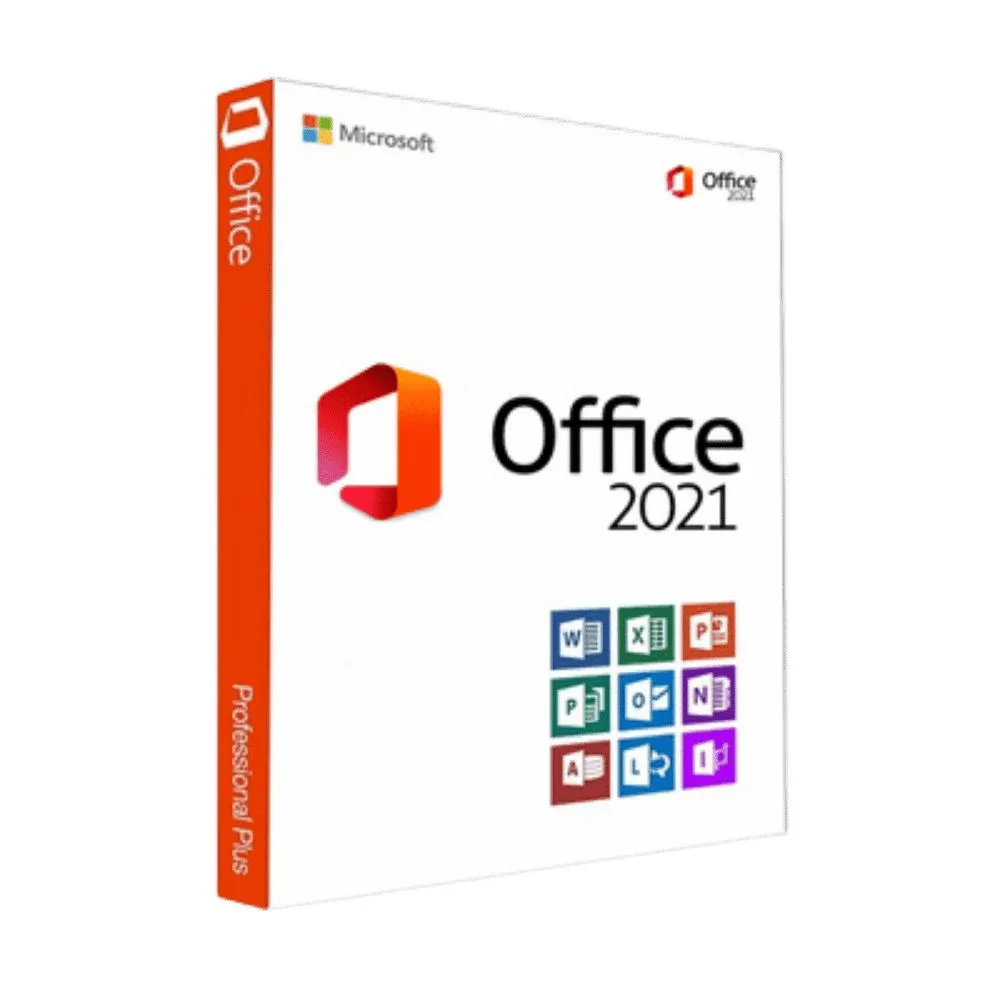 Office
Professional Plus
Microsoft
Office
2021
Office
2021
W
X
P
P
O
N
A
L
I